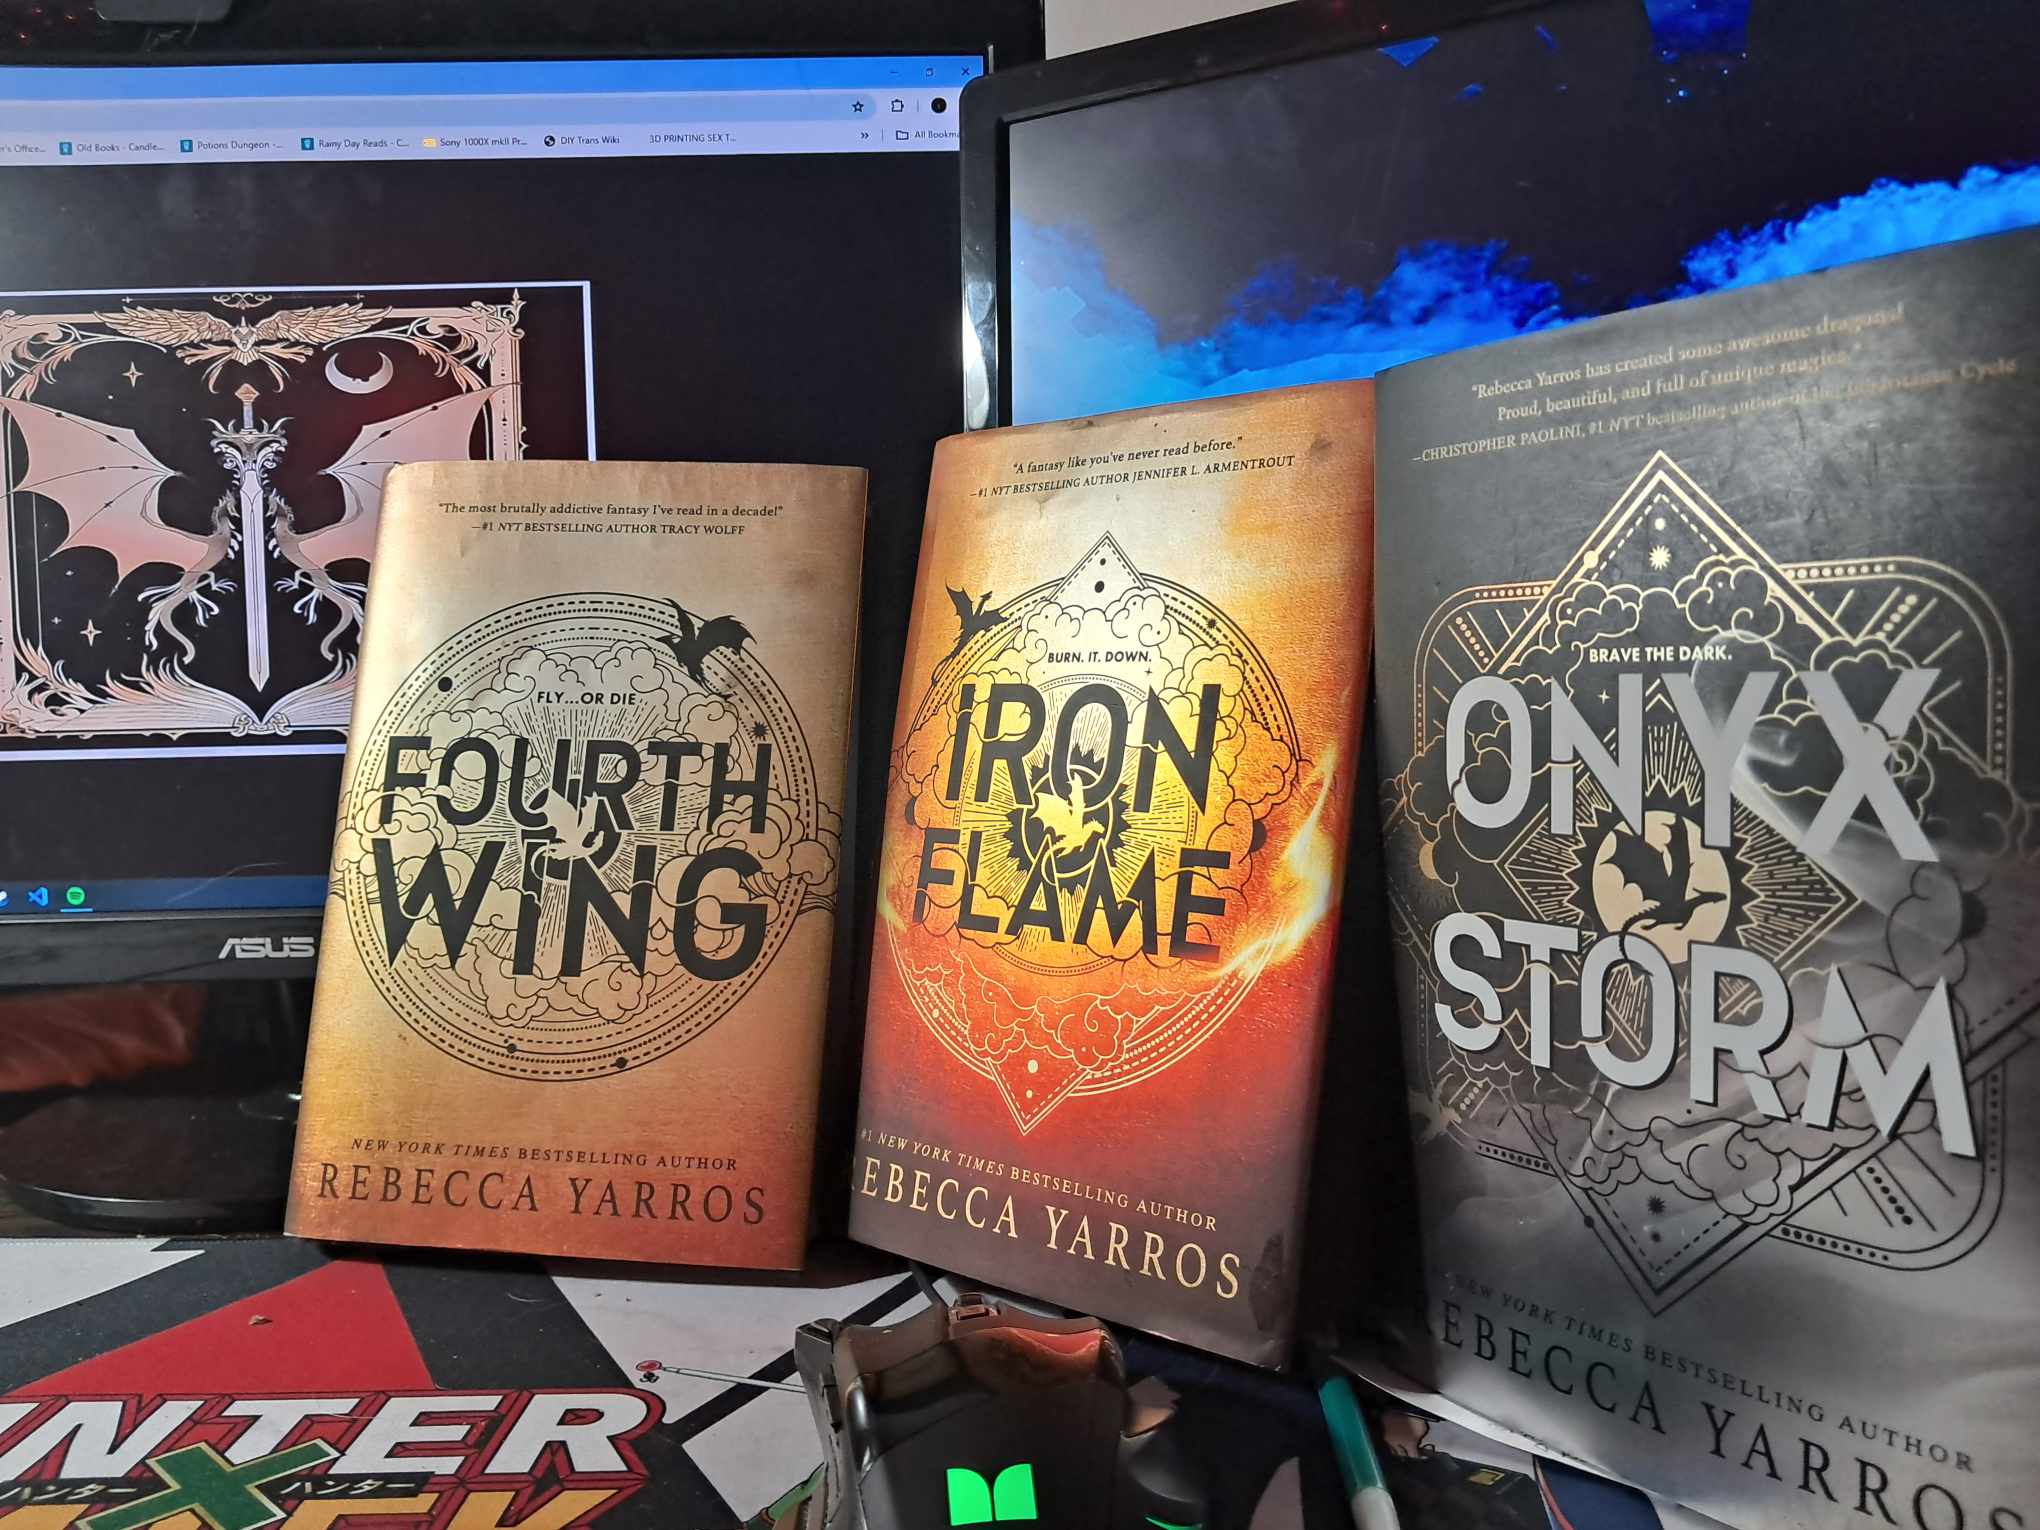 r's Office...
Old Books - Candle...
Potions Dungeon -...
Rainy Day Reads - C...
Sony 1000X mkII Pr...
DIY Trans Wiki
3D PRINTING SEX T...
»
All Bookma
ASUS
"The most brutally addictive fantasy I've read in a decade!"
—#1 NYT BESTSELLING AUTHOR TRACY WOLFF
FLY...OR DIE
FOURTH
WING
NEW YORK TIMES BESTSELLING AUTHOR
REBECCA YARROS
"A fantasy like you've never read before."
—#1 NYT BESTSELLING AUTHOR JENNIFER L. ARMENTROUT
BURN. IT. DOWN.
IRON
FLAME
#1 NEW YORK TIMES BESTSELLING AUTHOR
REBECCA YARROS
"Rebecca Yarros has created some awesome dragons!
Proud, beautiful, and full of unique magics."
—CHRISTOPHER PAOLINI, #1 NYT bestselling author of the Inheritance Cycle
BRAVE THE DARK.
ONYX
STORM
NEW YORK TIMES BESTSELLING AUTHOR
EBECCA YARROS
NTER
ハンター X ハンター